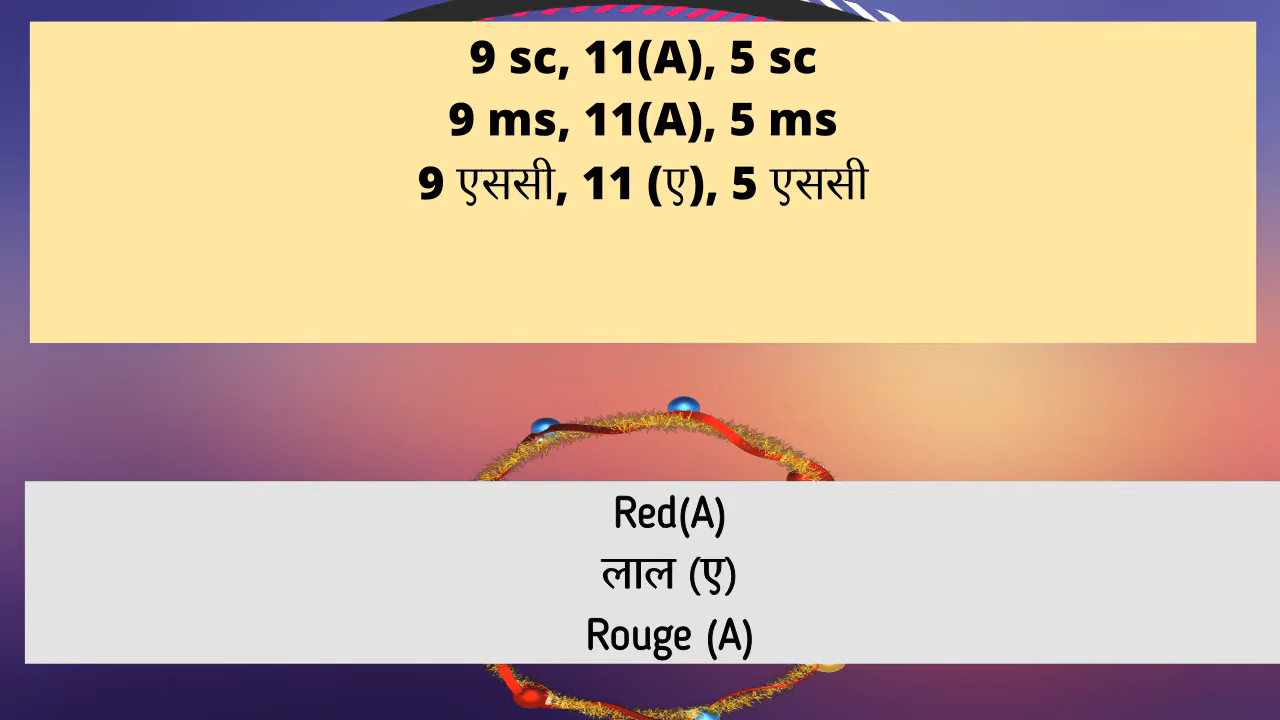 9 sc, 11(A), 5 sc
9 ms, 11(A), 5 ms
9 एससी, 11 (ए), 5 एससी
Red(A)
लाल (ए)
Rouge (A)